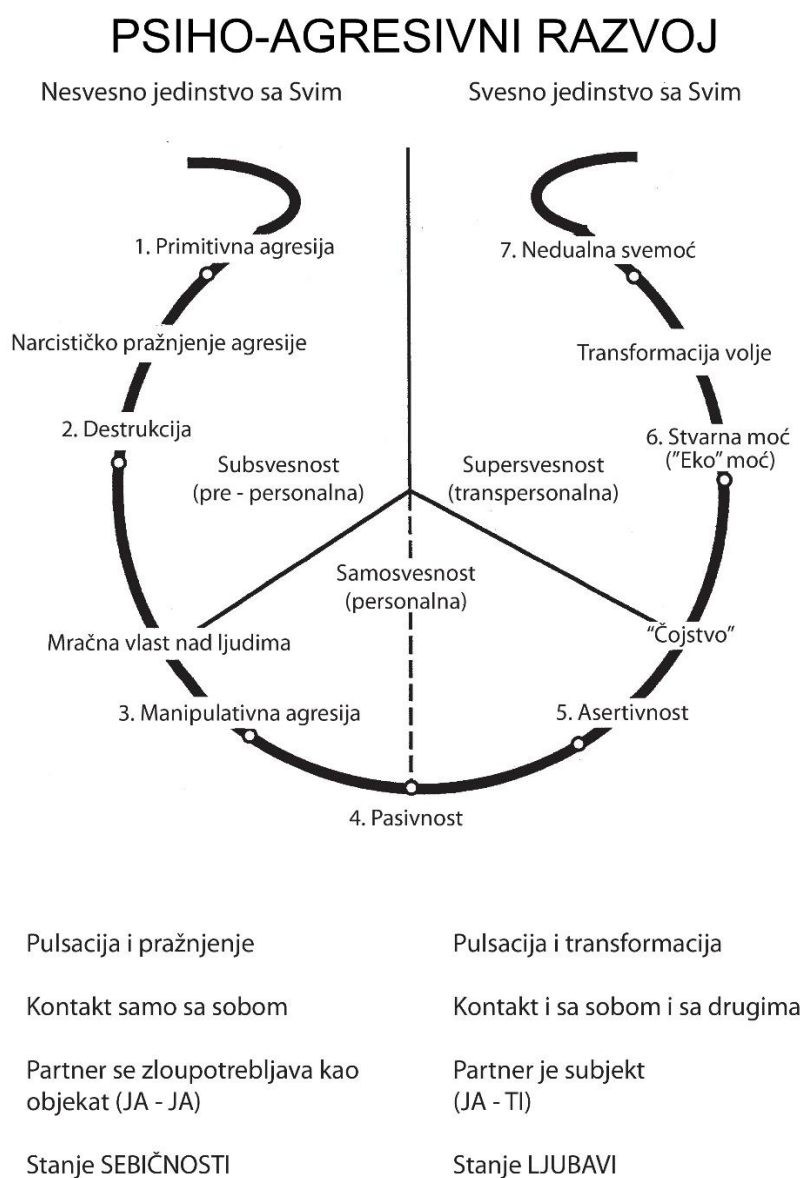 PSIHO-AGRESIVNI RAZVOJ
Nesvesno jedinstvo sa Svim
Svesno jedinstvo sa Svim
1. Primitivna agresija
7. Nedualna svemoć
Narcističko pražnjenje agresije
Transformacija volje
2. Destrukcija
6. Stvarna moć
("Eko" moć)
Subsvesnost
(pre - personalna)
Supersvesnost
(transpersonalna)
Samosvesnost
(personalna)
Mračna vlast nad ljudima
"Čojstvo"
3. Manipulativna agresija
5. Asertivnost
4. Pasivnost
Pulsacija i pražnjenje
Pulsacija i transformacija
Kontakt samo sa sobom
Kontakt i sa sobom i sa drugima
Partner se zloupotrebljava kao
objekat (JA - JA)
Partner je subjekt
(JA - TI)
Stanje SEBIČNOSTI
Stanje LJUBAVI